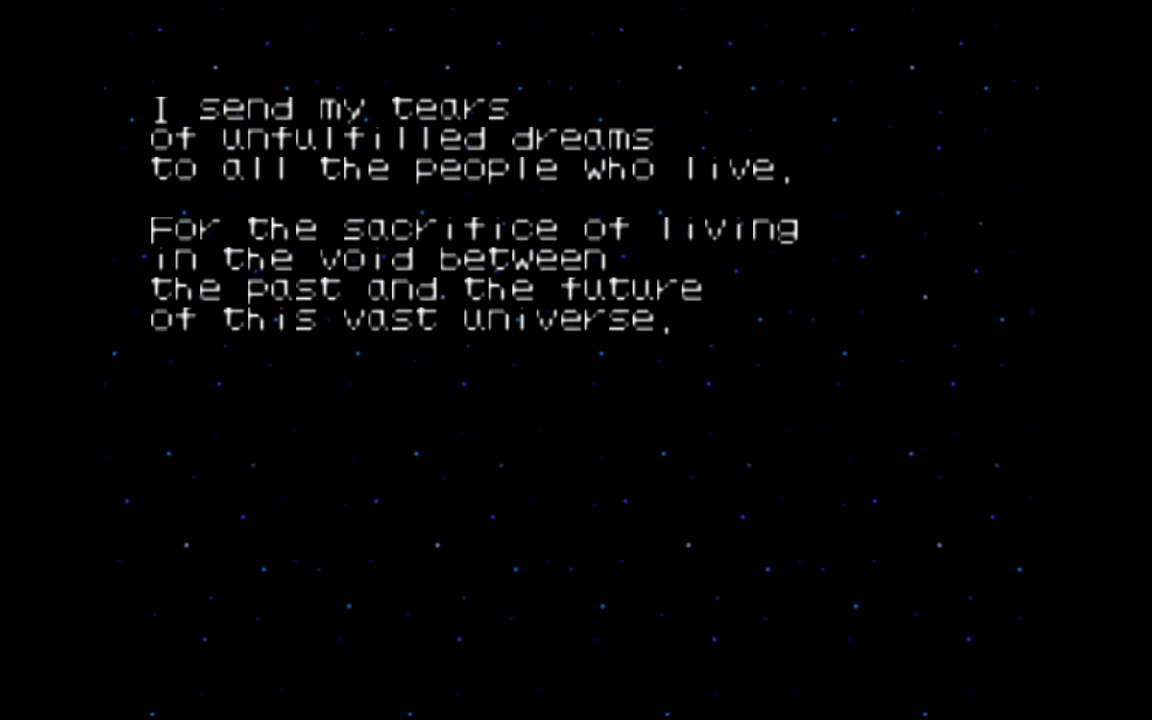 I send my tears
of unfulfilled dreams
to all the people who live.
For the sacrifice of living
in the void between
the past and the future
of this vast universe.